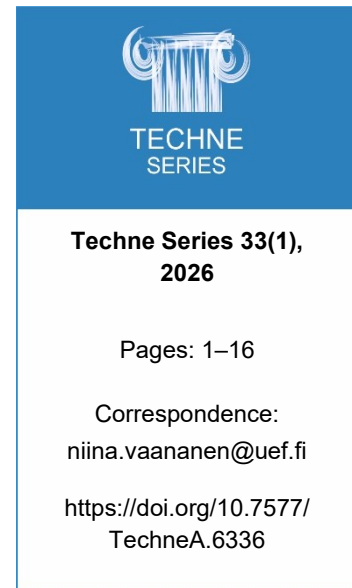 TECHNE
SERIES
Techne Series 33(1),
2026
Pages: 1–16
Correspondence:
niina.vaananen@uef.fi
https://doi.org/10.7577/
TechneA.6336